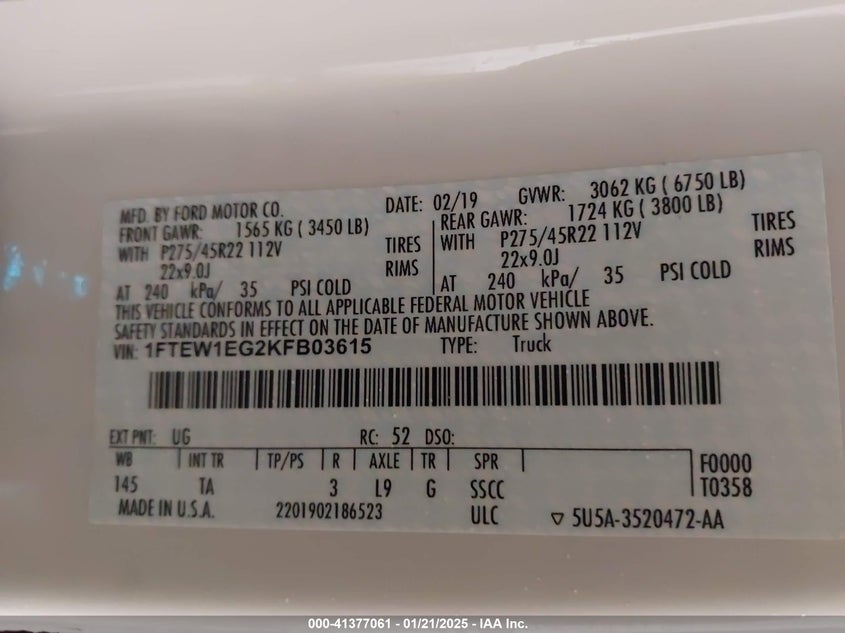 MFD. BY FORD MOTOR CO. DATE: 02/19 GVWR: 3062 KG ( 6750 LB)
FRONT GAWR: 1565 KG ( 3450 LB) REAR GAWR: 1724 KG ( 3800 LB)
WITH P275/45R22 112V TIRES WITH P275/45R22 112V TIRES
22x9.0J RIMS 22x9.0J RIMS
AT 240 kPa/ 35 PSI COLD AT 240 kPa/ 35 PSI COLD
THIS VEHICLE CONFORMS TO ALL APPLICABLE FEDERAL MOTOR VEHICLE
SAFETY STANDARDS IN EFFECT ON THE DATE OF MANUFACTURE SHOWN ABOVE.
VIN: 1FTEW1EG2KFB03615 TYPE: Truck
EXT PNT: UG RC: 52 DSO:
WB INT TR TP/PS R AXLE TR SPR F0000
145 TA 3 L9 G SSCC T0358
MADE IN U.S.A. 2201902186523 ULC ▽ 5U5A-3520472-AA
000-41377061 - 01/21/2025 - IAA Inc.